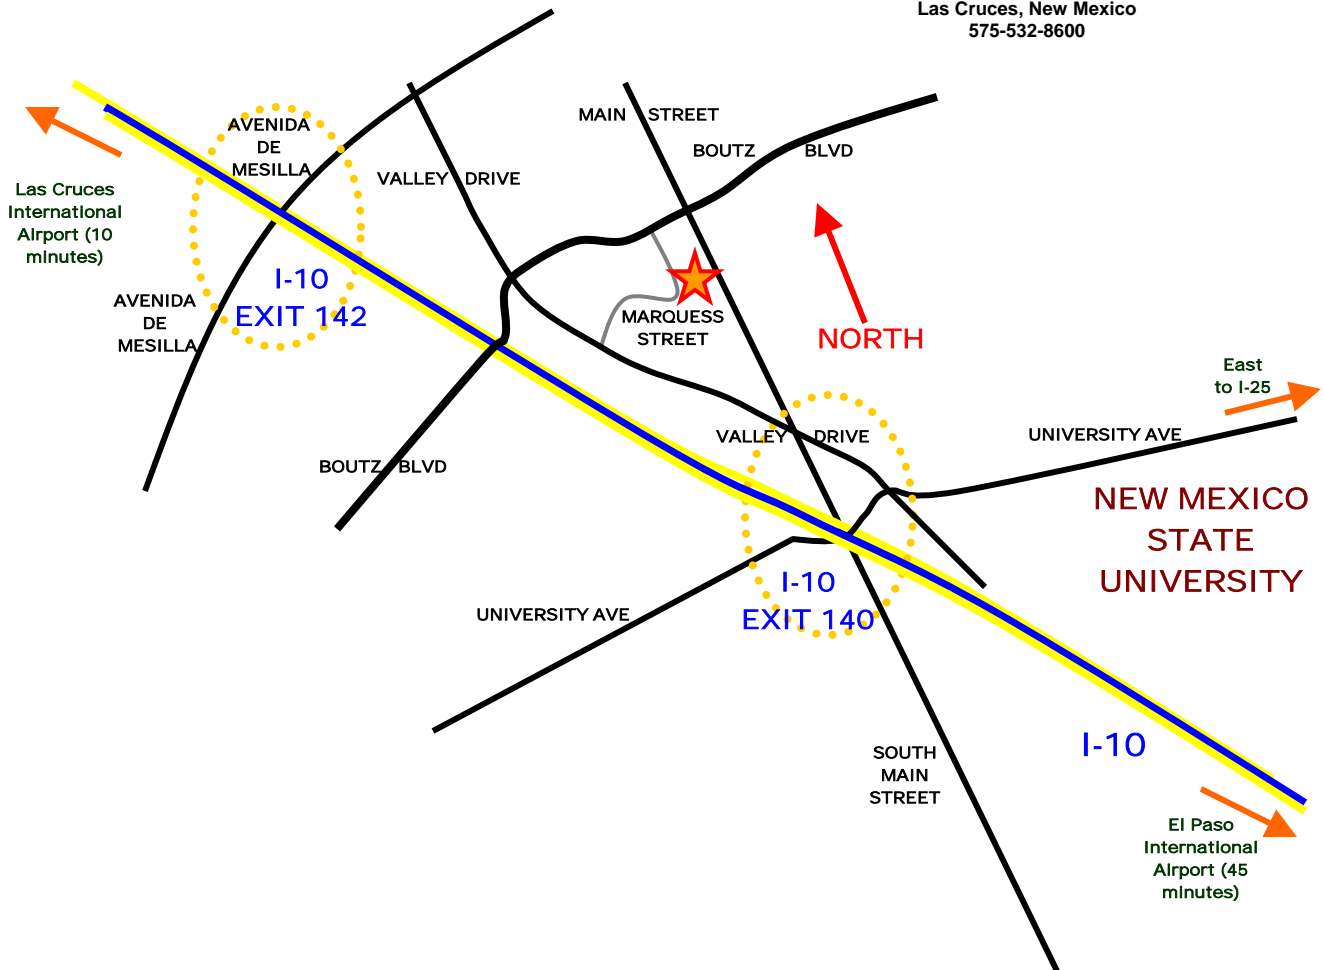 Las Cruces, New Mexico
575-532-8600
AVENIDA
DE
MESILLA
MAIN STREET
BOUTZ BLVD
VALLEY DRIVE
Las Cruces
International
Airport (10
minutes)
I-10
EXIT 142
AVENIDA
DE
MESILLA
MARQUESS
STREET
NORTH
East
to I-25
VALLEY DRIVE
UNIVERSITY AVE
BOUTZ BLVD
NEW MEXICO
STATE
UNIVERSITY
I-10
EXIT 140
UNIVERSITY AVE
I-10
SOUTH
MAIN
STREET
El Paso
International
Airport (45
minutes)